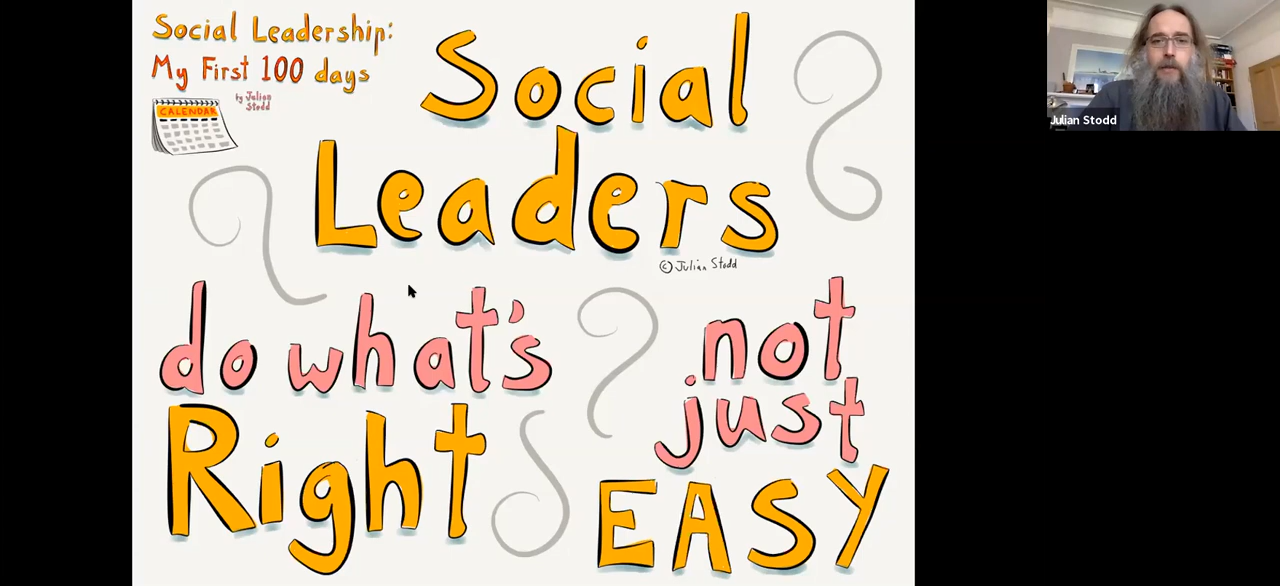 Social Leadership:
My First 100 days
by Julian
Stodd
CALENDAR
Social
Leaders
© Julian Stodd
do what's
Right
not
just
EASY
Julian Stodd